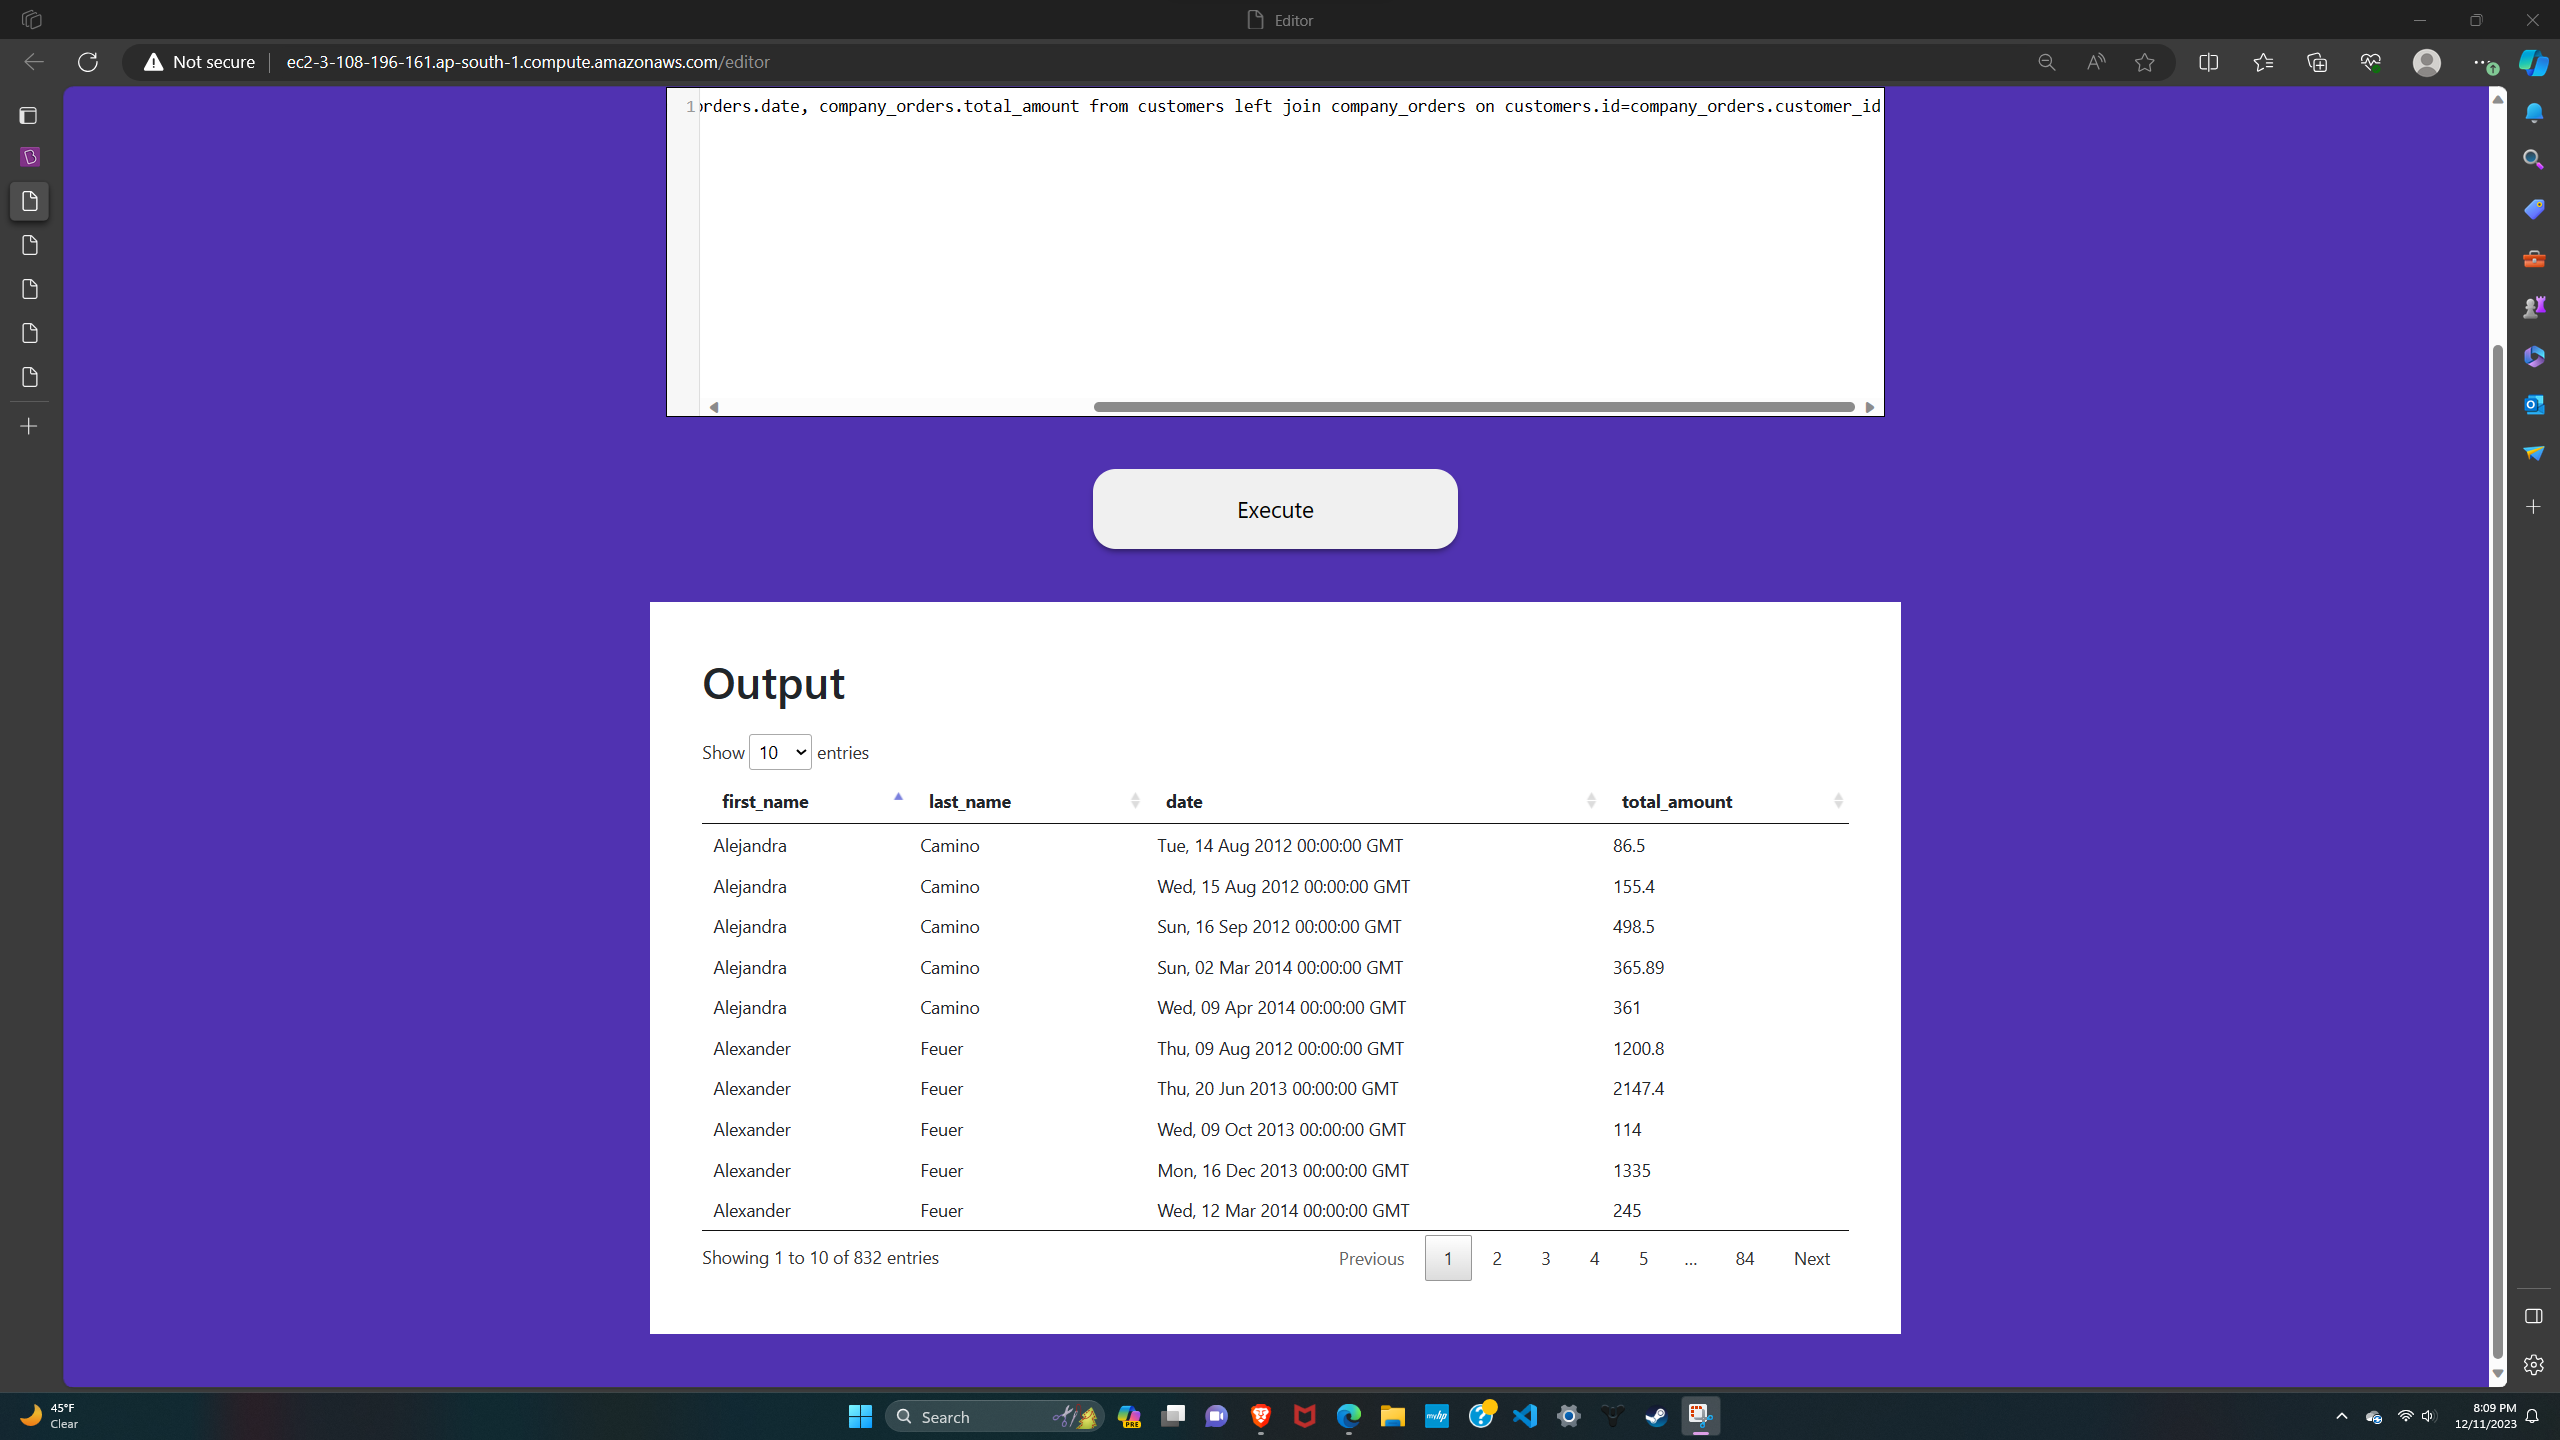 Editor
Not secure ec2-3-108-196-161.ap-south-1.compute.amazonaws.com/editor
1 orders.date, company_orders.total_amount from customers left join company_orders on customers.id=company_orders.customer_id
Execute
Output
Show 10 entries
first_name last_name date total_amount
Alejandra Camino Tue, 14 Aug 2012 00:00:00 GMT 86.5
Alejandra Camino Wed, 15 Aug 2012 00:00:00 GMT 155.4
Alejandra Camino Sun, 16 Sep 2012 00:00:00 GMT 498.5
Alejandra Camino Sun, 02 Mar 2014 00:00:00 GMT 365.89
Alejandra Camino Wed, 09 Apr 2014 00:00:00 GMT 361
Alexander Feuer Thu, 09 Aug 2012 00:00:00 GMT 1200.8
Alexander Feuer Thu, 20 Jun 2013 00:00:00 GMT 2147.4
Alexander Feuer Wed, 09 Oct 2013 00:00:00 GMT 114
Alexander Feuer Mon, 16 Dec 2013 00:00:00 GMT 1335
Alexander Feuer Wed, 12 Mar 2014 00:00:00 GMT 245
Showing 1 to 10 of 832 entries Previous 1 2 3 4 5 … 84 Next
45°F
Clear
Search
PRE
myhp
8:09 PM
12/11/2023